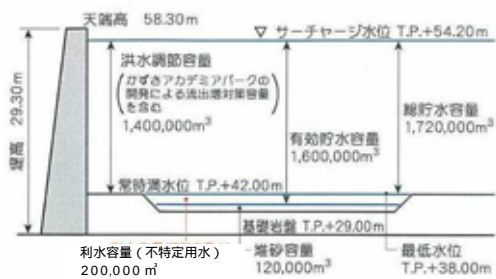 天端高 58.30m
▽ サーチャージ水位 T.P.+54.20m
堤高 29.30m
洪水調節容量
(かずさアカデミアパークの
開発による流出増対策容量
を含む)
1,400,000m³
有効貯水容量
1,600,000m³
総貯水容量
1,720,000m³
常時満水位 T.P.+42.00m
基礎岩盤 T.P.+29.00m
利水容量(不特定用水)
200,000 ㎥
堆砂容量
120,000m³
最低水位
T.P.+38.00m